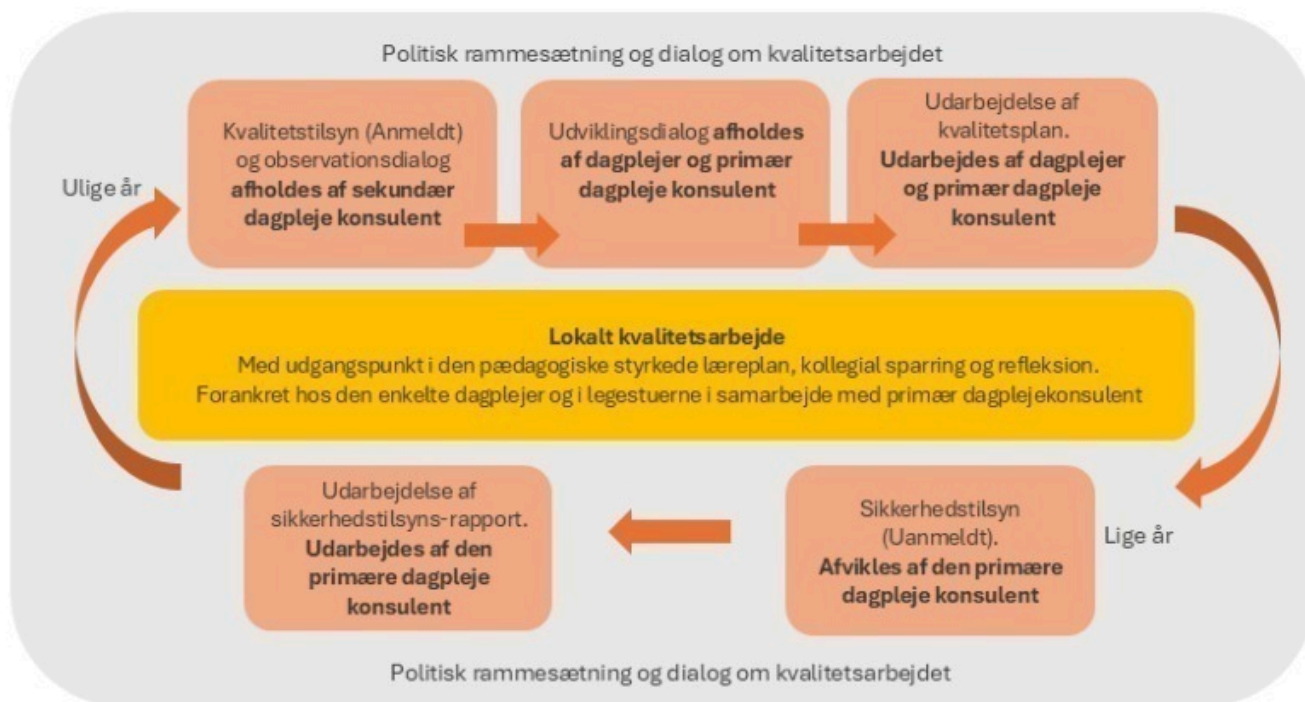 Politisk rammesætning og dialog om kvalitetsarbejdet
Ulige år
Kvalitetstilsyn (Anmeldt)
og observationsdialog
afholdes af sekundær
dagpleje konsulent
Udviklingsdialog afholdes
af dagplejer og primær
dagpleje konsulent
Udarbejdelse af
kvalitetsplan.
Udarbejdes af dagplejer
og primær dagpleje
konsulent
Lokalt kvalitetsarbejde
Med udgangspunkt i den pædagogiske styrkede læreplan, kollegial sparring og refleksion.
Forankret hos den enkelte dagplejer og i legestuerne i samarbejde med primær dagplejekonsulent
Udarbejdelse af
sikkerhedstilsyns-rapport.
Udarbejdes af den
primære dagpleje
konsulent
Sikkerhedstilsyn
(Uanmeldt).
Afvikles af den primære
dagpleje konsulent
Lige år
Politisk rammesætning og dialog om kvalitetsarbejdet